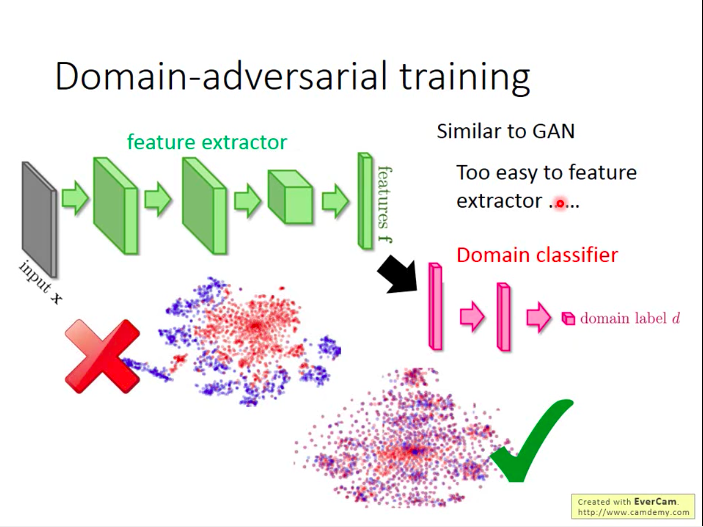 Domain-adversarial training
feature extractor
Similar to GAN
Too easy to feature
extractor ......
features f
input x
Domain classifier
domain label d
Created with EverCam.
http://www.camdemy.com